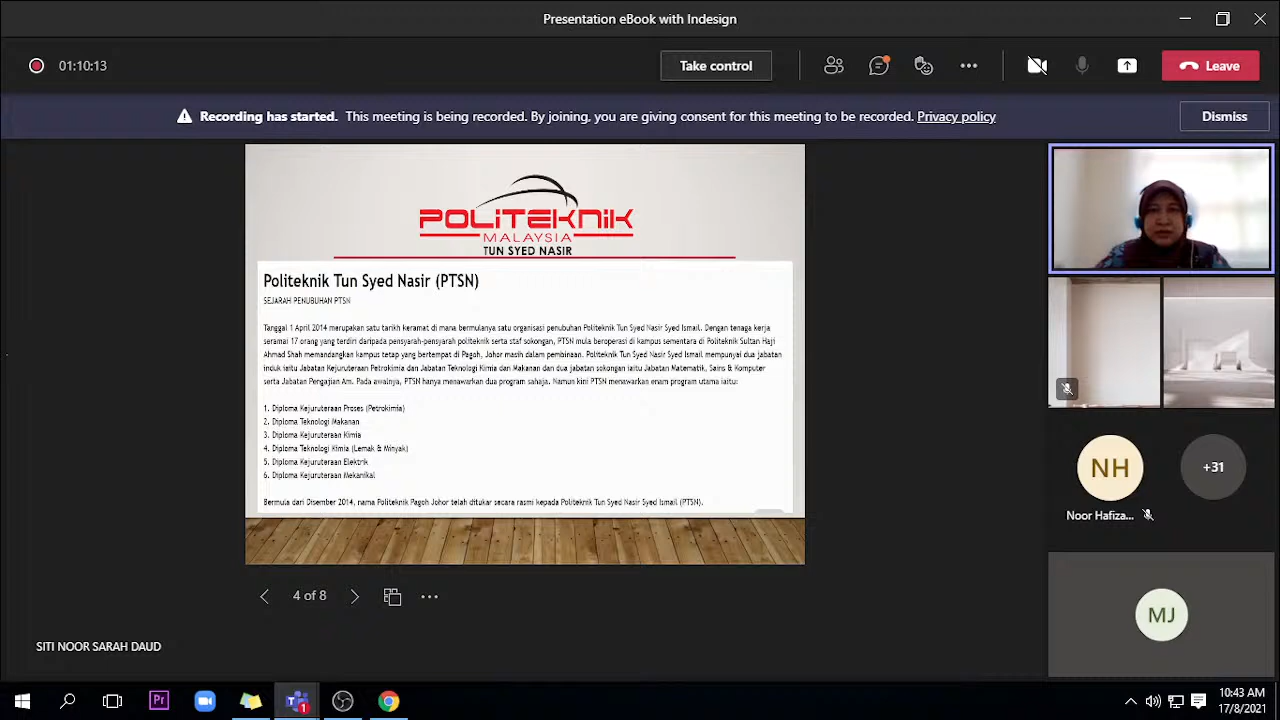 Presentation eBook with Indesign
01:10:13
Take control
Leave
Recording has started. This meeting is being recorded. By joining, you are giving consent for this meeting to be recorded. Privacy policy
Dismiss
POLITEKNIK
MALAYSIA
TUN SYED NASIR
Politeknik Tun Syed Nasir (PTSN)
SEJARAH PENUBUHAN PTSN
Tanggal 1 April 2014 merupakan satu tarikh keramat di mana bermulanya satu organisasi penubuhan Politeknik Tun Syed Nasir Syed Ismail. Dengan tenaga kerja
seramai 17 orang yang terdiri daripada pensyarah-pensyarah politeknik serta staf sokongan, PTSN mula beroperasi di kampus sementara di Politeknik Sultan Haji
Ahmad Shah memandangkan kampus tetap yang bertempat di Pagoh, Johor masih dalam pembinaan. Politeknik Tun Syed Nasir Syed Ismail mempunyai dua jabatan
induk iaitu Jabatan Kejuruteraan Petrokimia dan Jabatan Teknologi Kimia dan Makanan dan dua jabatan sokongan iaitu Jabatan Matematik, Sains & Komputer
serta Jabatan Pengajian Am. Pada awalnya, PTSN hanya menawarkan dua program sahaja. Namun kini PTSN menawarkan enam program utama iaitu:
1. Diploma Kejuruteraan Proses (Petrokimia)
2. Diploma Teknologi Makanan
3. Diploma Kejuruteraan Kimia
4. Diploma Teknologi Kimia (Lemak & Minyak)
5. Diploma Kejuruteraan Elektrik
6. Diploma Kejuruteraan Mekanikal
Bermula dari Disember 2014, nama Politeknik Pagoh Johor telah ditukar secara rasmi kepada Politeknik Tun Syed Nasir Syed Ismail (PTSN).
4 of 8
SITI NOOR SARAH DAUD
NH
+31
Noor Hafiza...
MJ
Pr
1
10:43 AM
17/8/2021